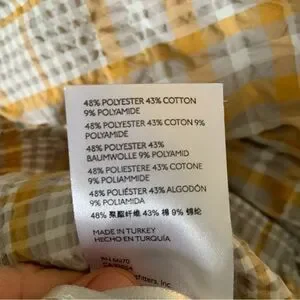 48% POLYESTER 43% COTTON
9% POLYAMIDE
48% POLYESTER 43% COTON 9%
POLYAMIDE
48% POLYESTER 43%
BAUMWOLLE 9% POLYAMID
48% POLIESTERE 43% COTONE
9% POLIAMMIDE
48% POLIÉSTER 43% ALGODÓN
9% POLIAMIDA
48% 聚酯纤维 43% 棉 9% 锦纶
MADE IN TURKEY
HECHO EN TURQUÍA
RN
Inc.